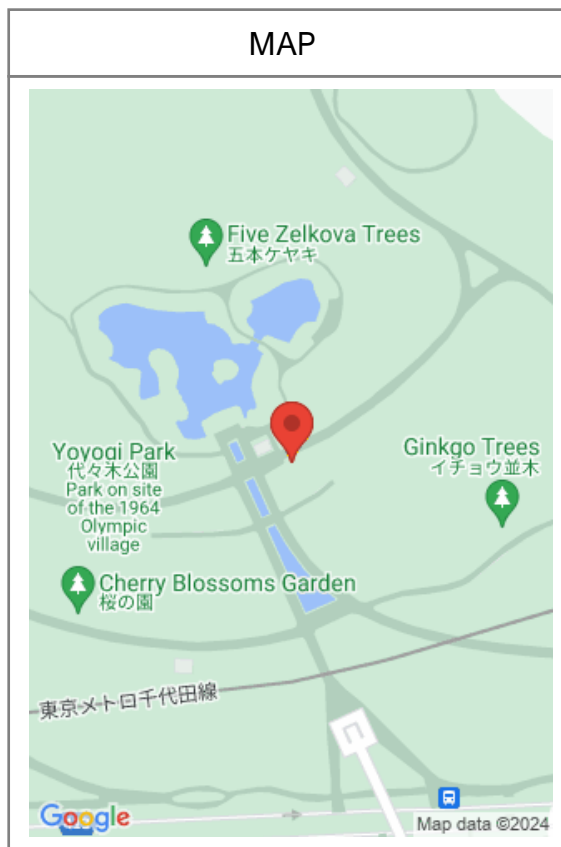 MAP
Five Zelkova Trees
五本ケヤキ
Yoyogi Park
代々木公園
Park on site
of the 1964
Olympic
village
Ginkgo Trees
イチョウ並木
Cherry Blossoms Garden
桜の園
東京メトロ千代田線
Google
Map data ©2024